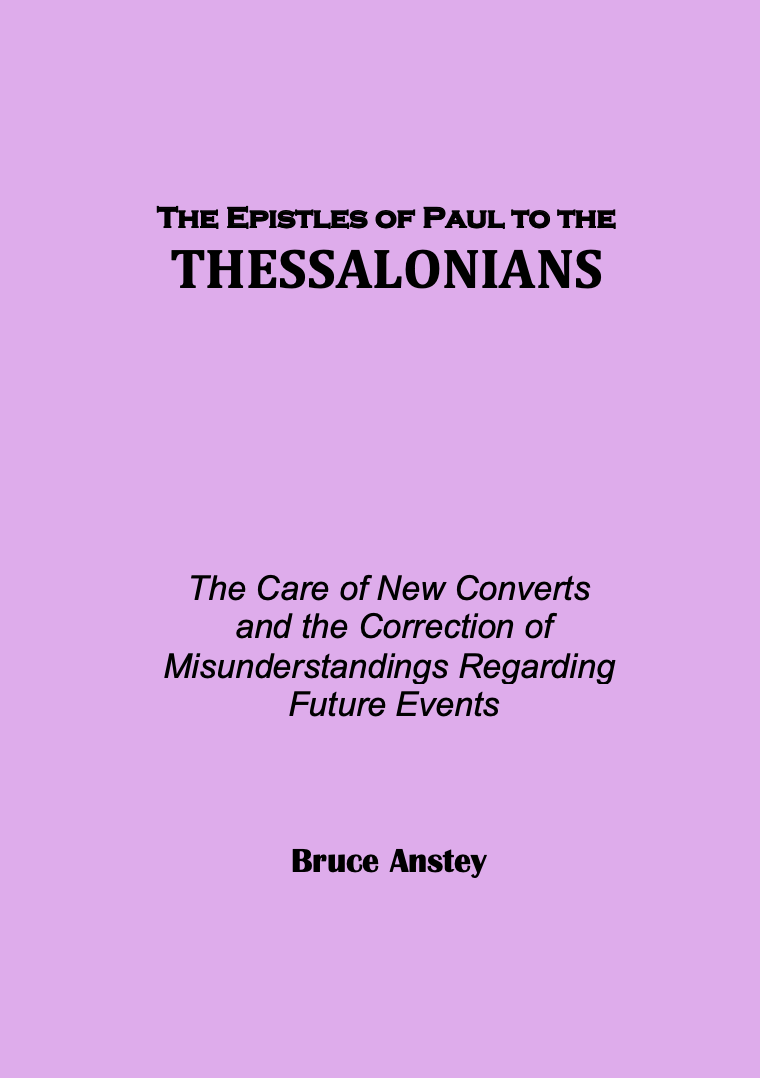 The Epistles of Paul to the
THESSALONIANS
The Care of New Converts
and the Correction of
Misunderstandings Regarding
Future Events
Bruce Anstey